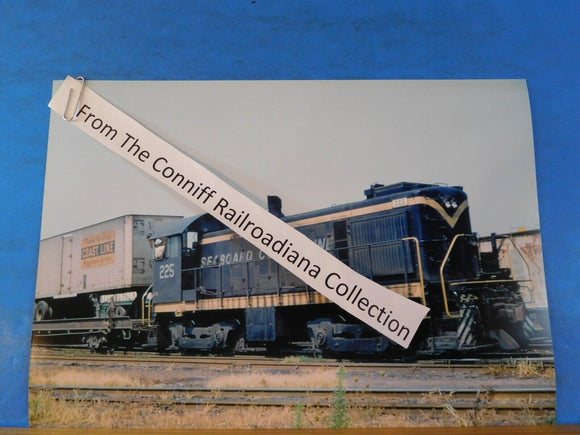 From The Conniff Railroadiana Collection
COAST LINE
225
SEABOARD C